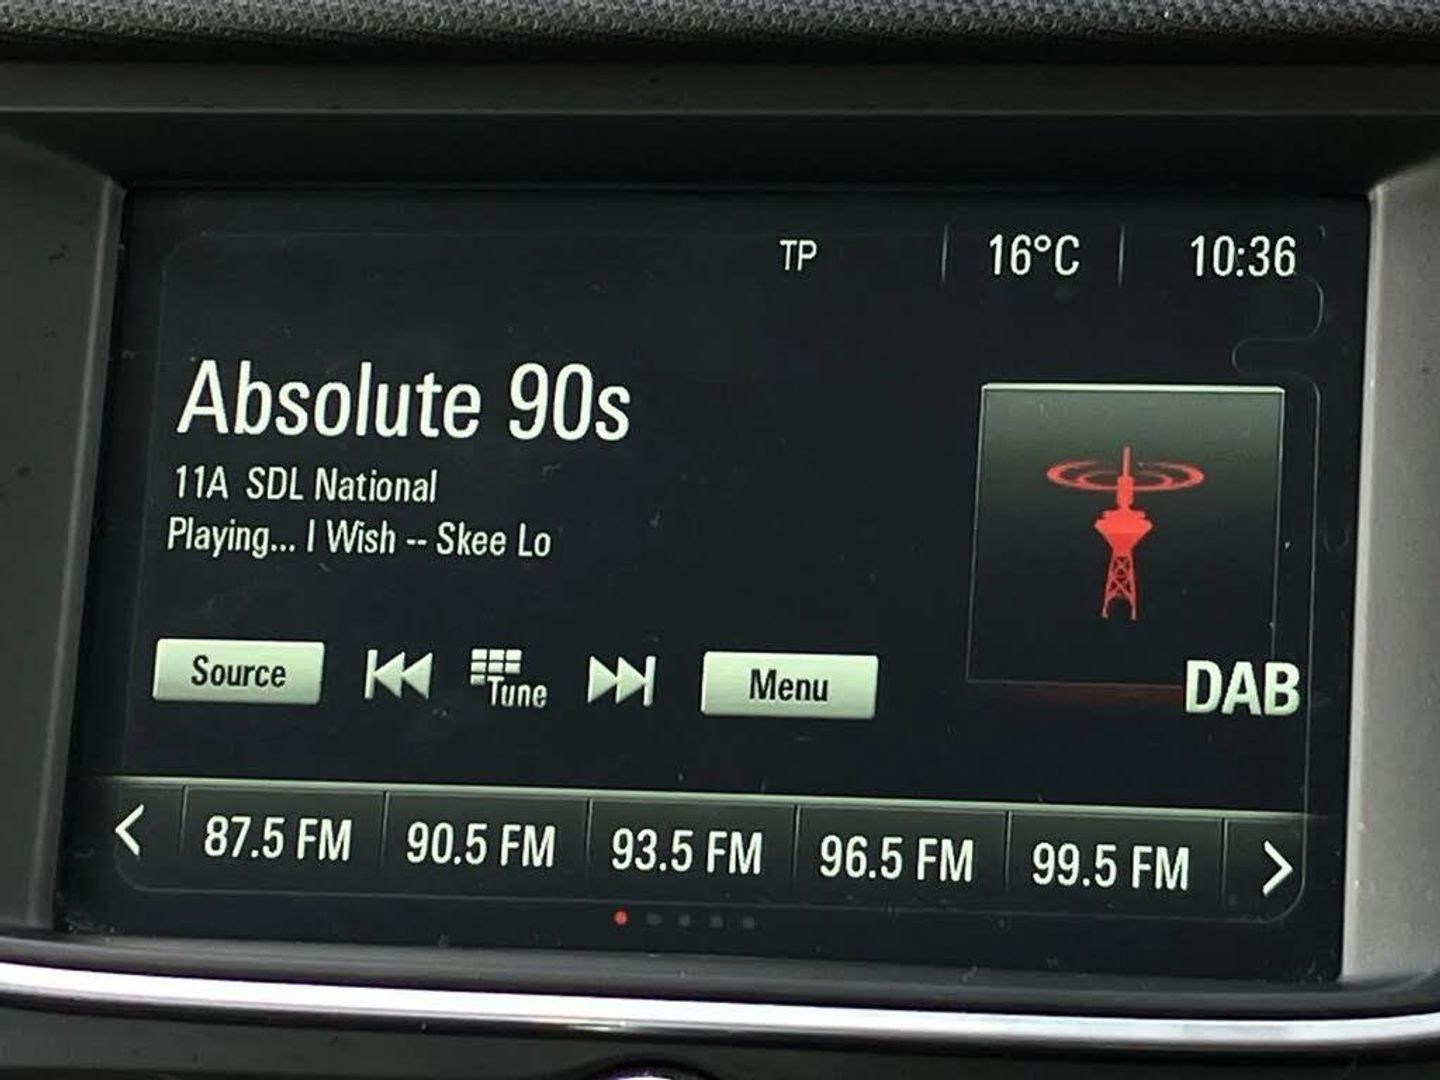 TP 16°C 10:36
Absolute 90s
11A SDL National
Playing... I Wish -- Skee Lo
Source Tune Menu
DAB
87.5 FM 90.5 FM 93.5 FM 96.5 FM 99.5 FM